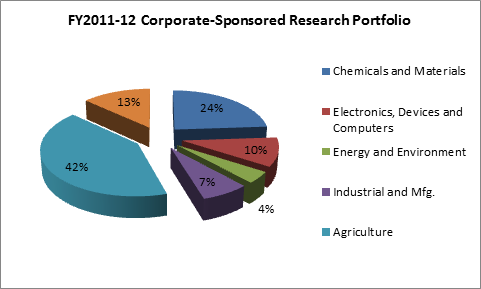 FY2011-12 Corporate-Sponsored Research Portfolio
13%
24%
10%
4%
7%
42%
Chemicals and Materials
Electronics, Devices and
Computers
Energy and Environment
Industrial and Mfg.
Agriculture